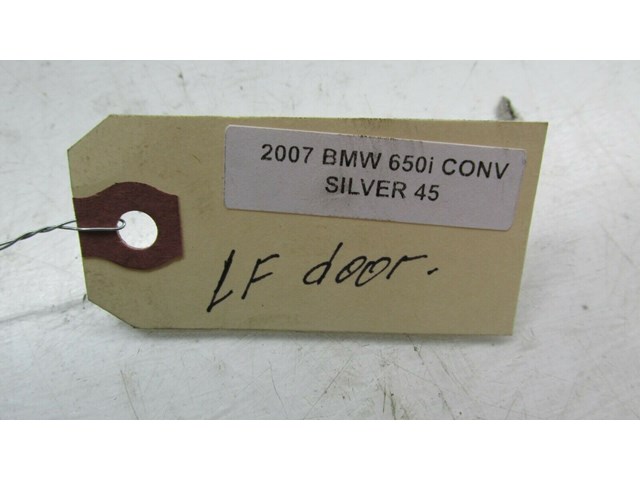 2007 BMW 650i CONV
SILVER 45
LF door.